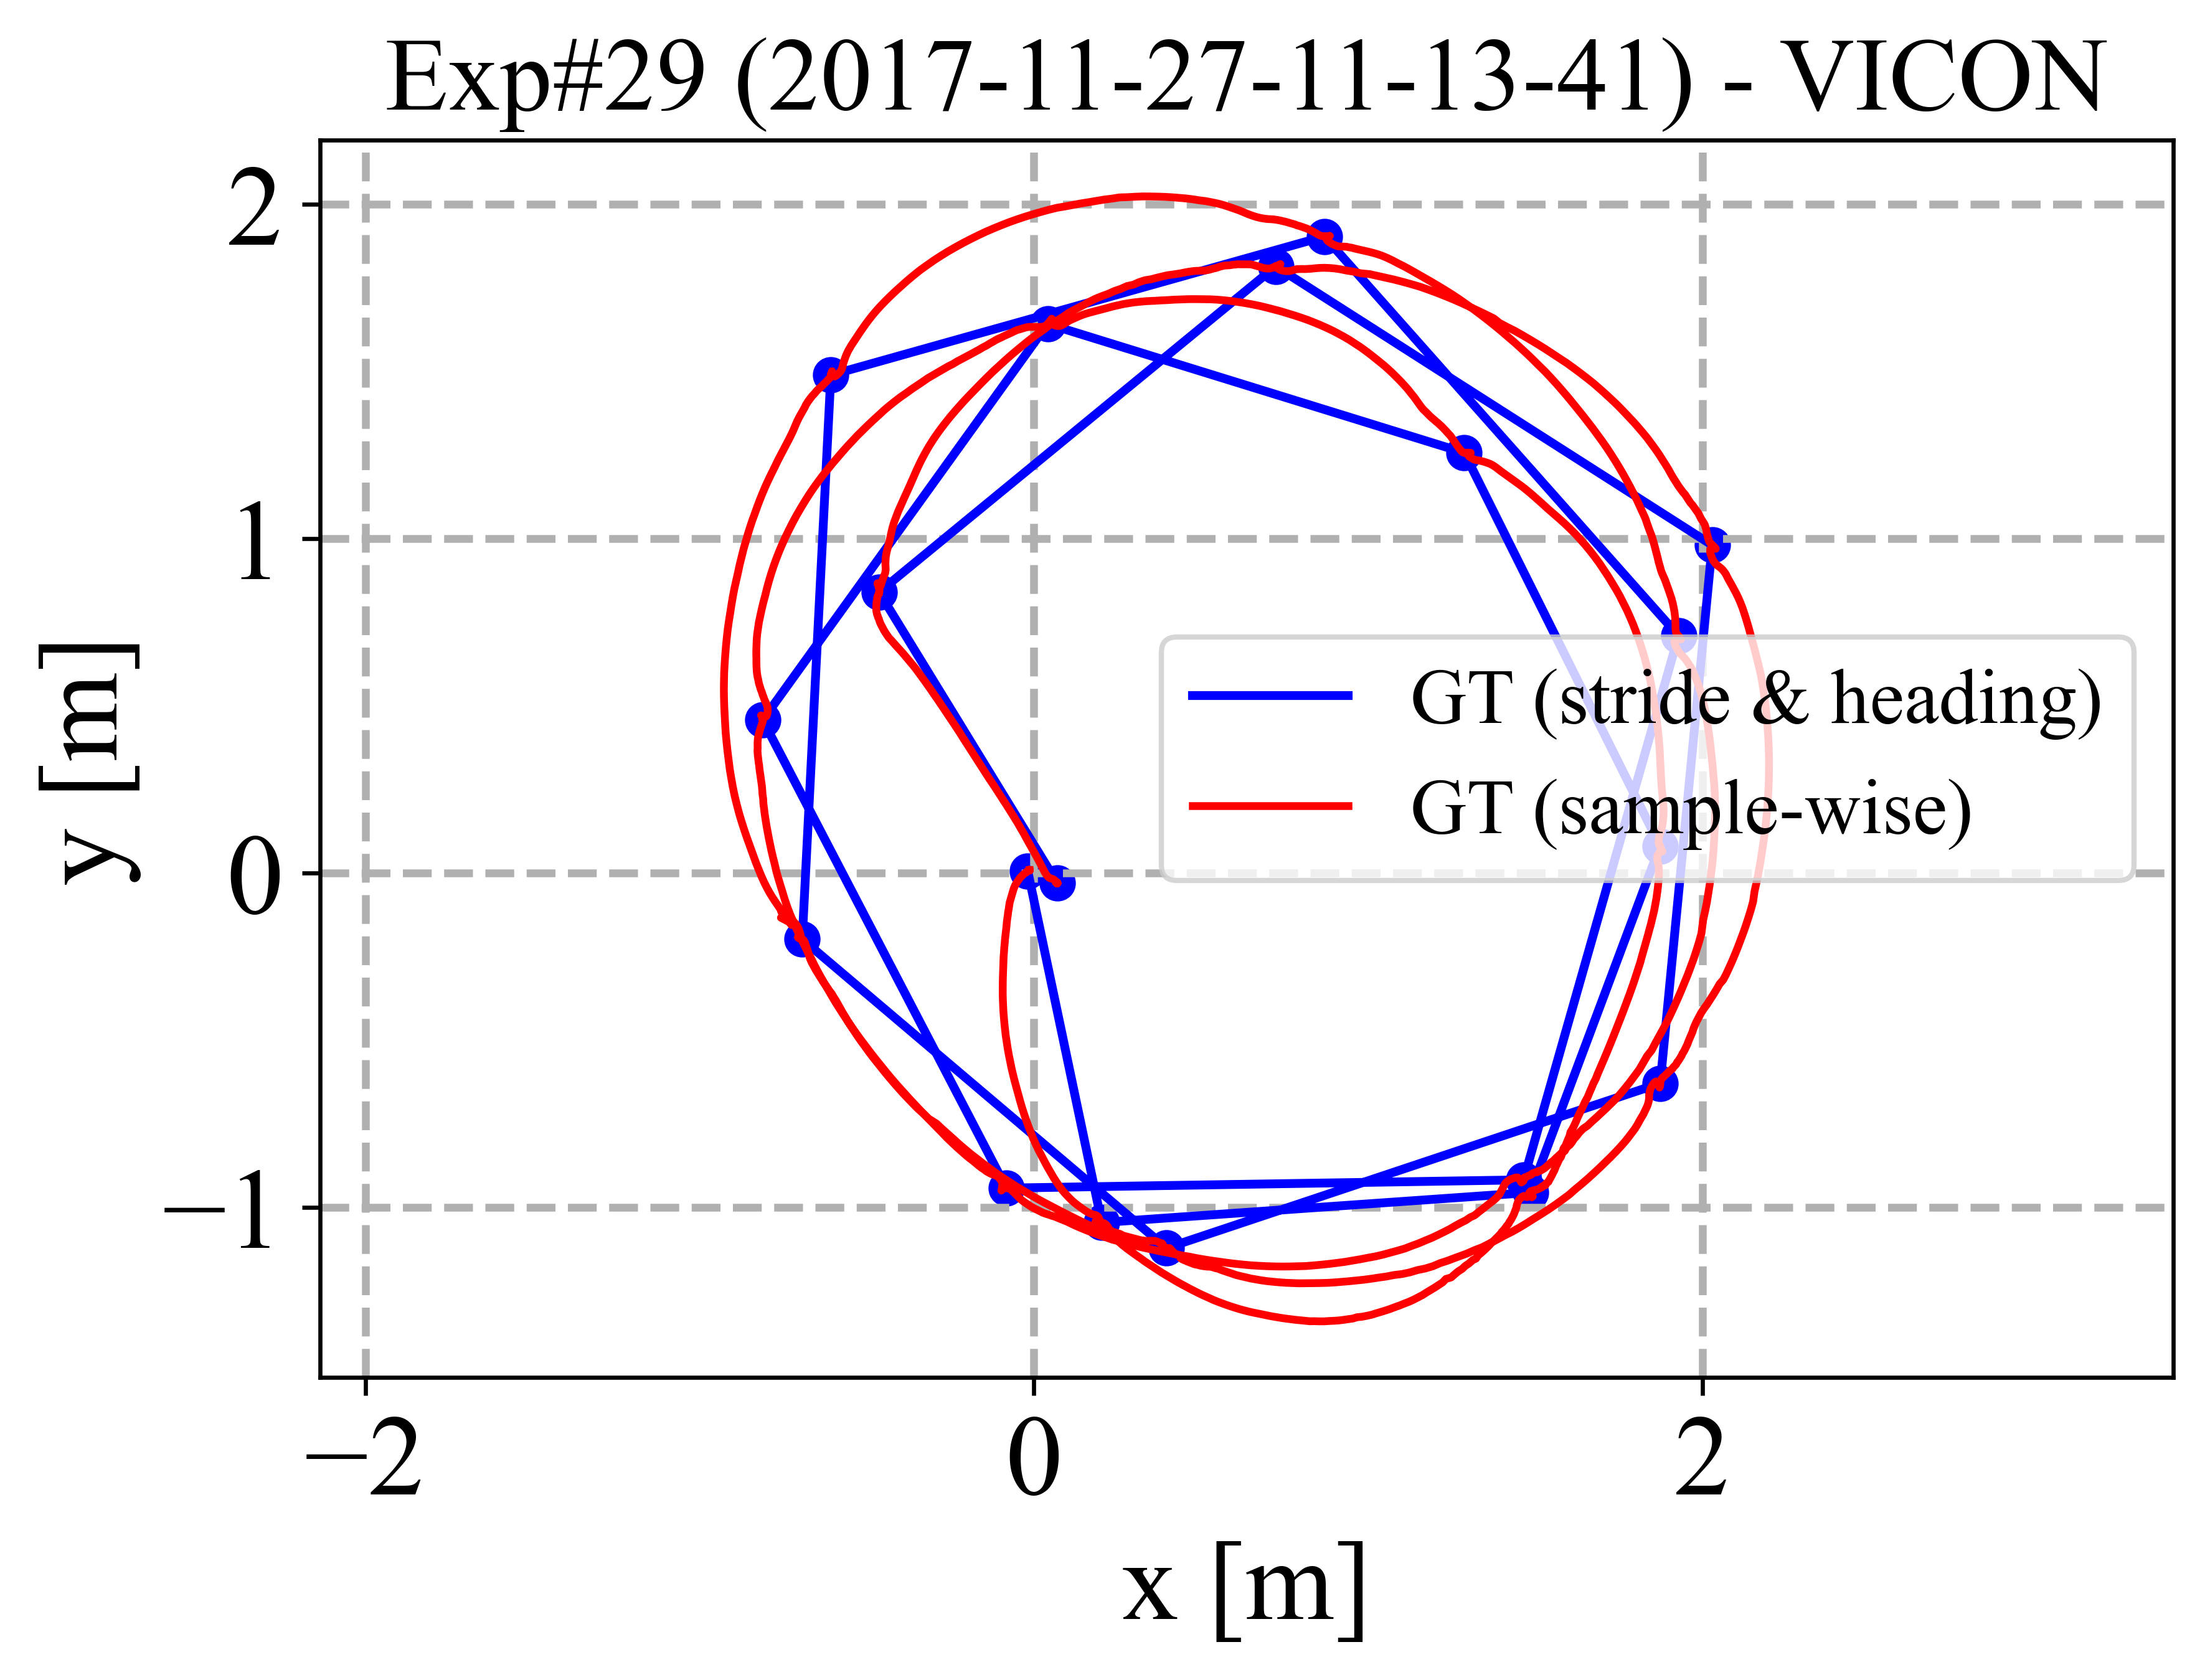 Exp#29 (2017-11-27-11-13-41) - VICON
2
1
0
−1
y [m]
GT (stride & heading)
GT (sample-wise)
−2
0
2
x [m]